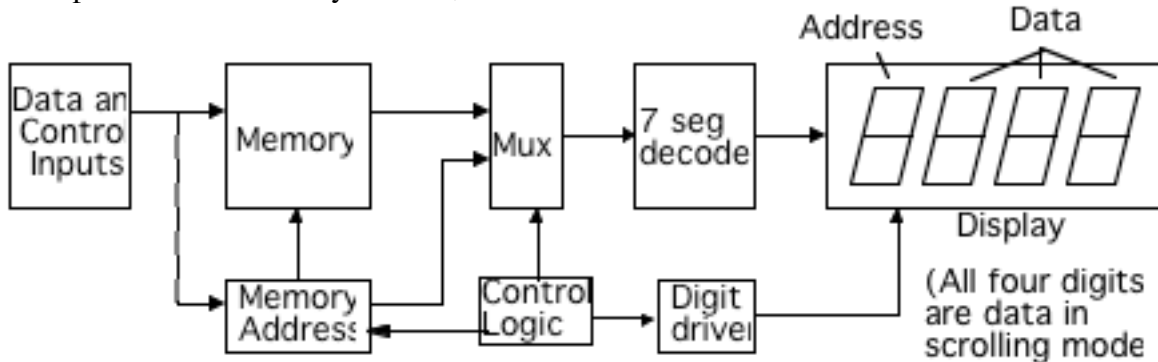 Address
Data
Data an
Contro
Inputs
Memory
Mux
7 seg
decode
Display
Memory
Address
Control
Logic
Digit
driver
(All four digits
are data in
scrolling mode